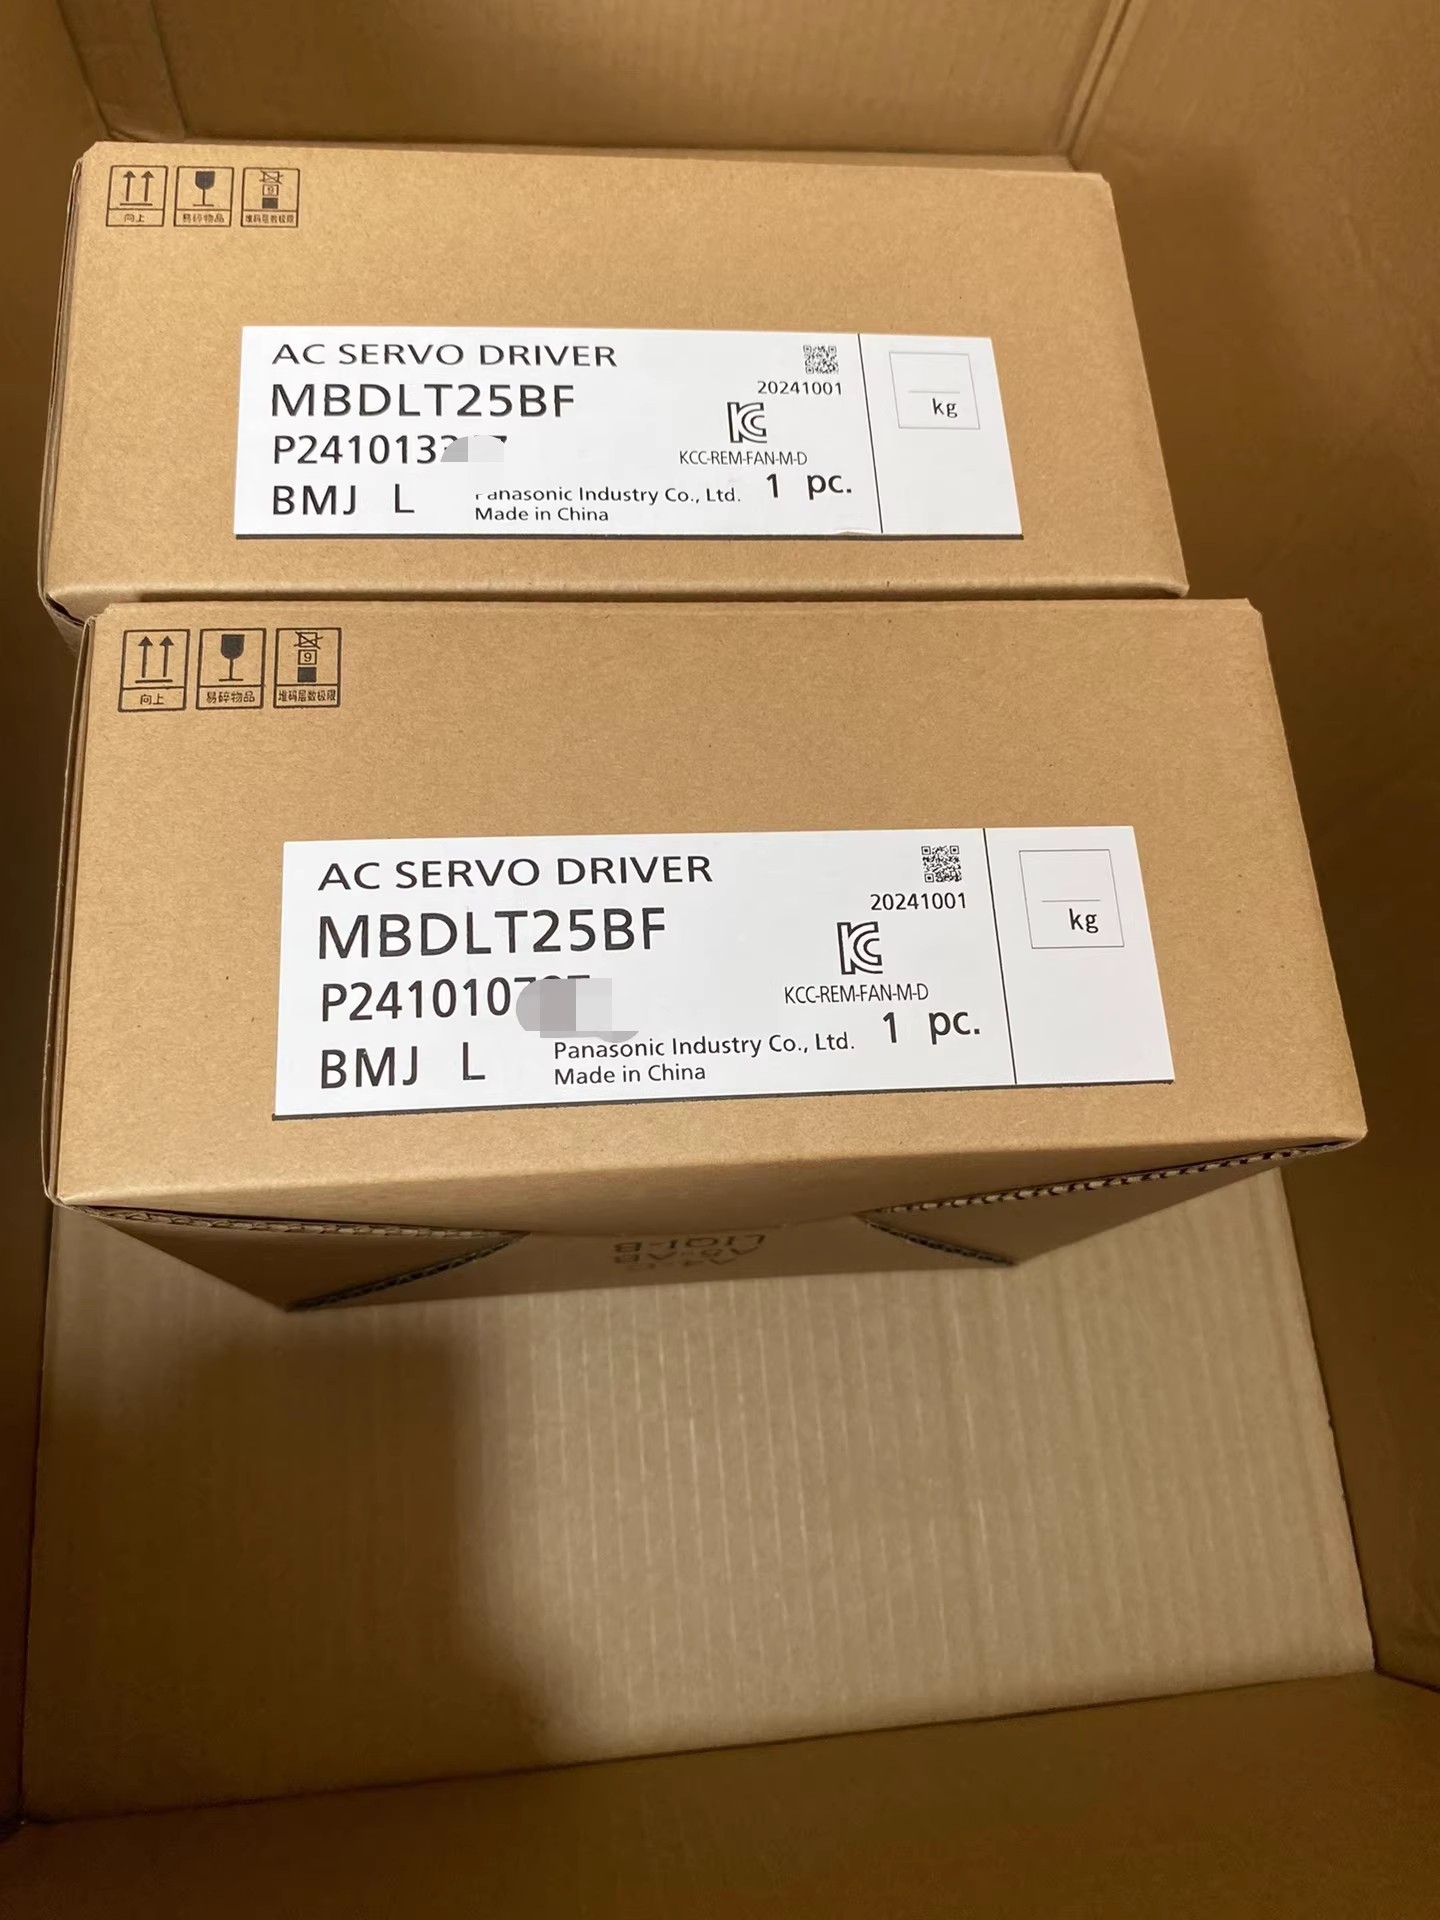 向上
易碎物品
堆码层数极限
AC SERVO DRIVER
MBDLT25BF
20241001
P2410133
KCC-REM-FAN-M-D
BMJ L
Panasonic Industry Co., Ltd.
Made in China
1 pc.
kg
向上
易碎物品
9
堆码层数极限
AC SERVO DRIVER
MBDLT25BF
20241001
P241010
KCC-REM-FAN-M-D
BMJ L
Panasonic Industry Co., Ltd.
Made in China
1 pc.
kg